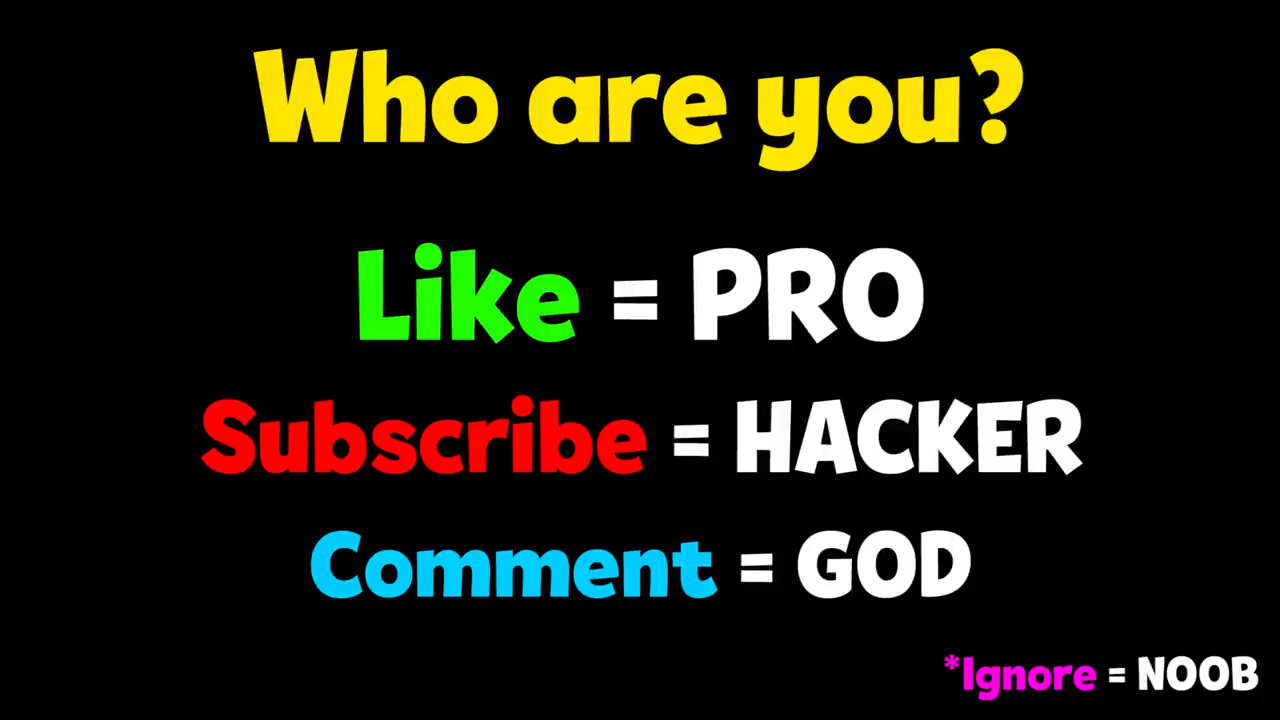 Who are you?
Like = PRO
Subscribe = HACKER
Comment = GOD
*Ignore = NOOB